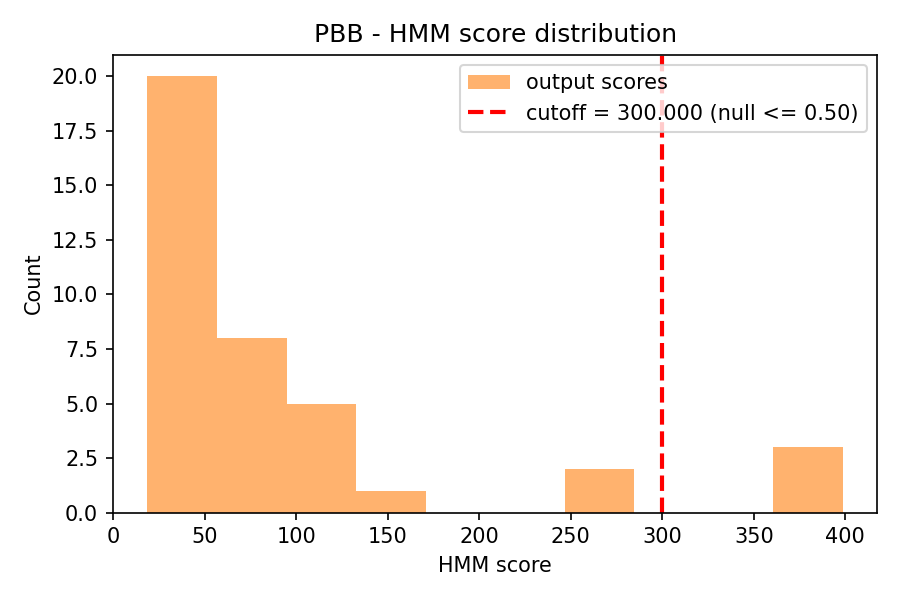 PBB - HMM score distribution
output scores
cutoff = 300.000 (null <= 0.50)
Count
20.0
17.5
15.0
12.5
10.0
7.5
5.0
2.5
0.0
0 50 100 150 200 250 300 350 400
HMM score